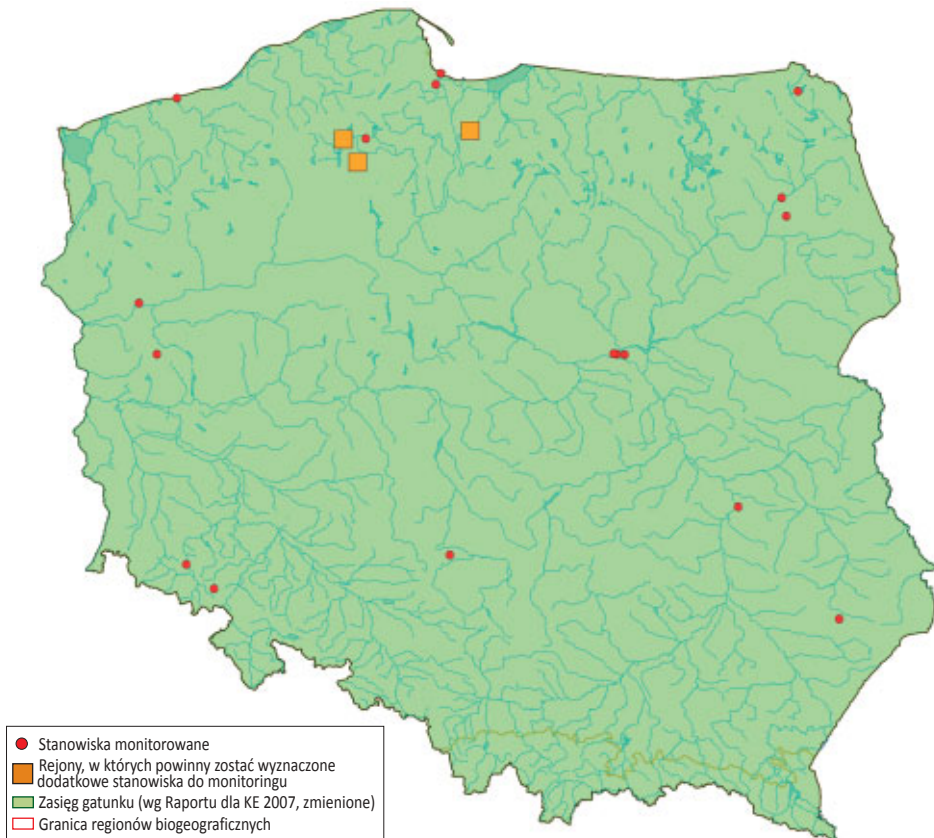 Stanowiska monitorowane
Rejony, w których powinny zostać wyznaczone
dodatkowe stanowiska do monitoringu
Zasięg gatunku (wg Raportu dla KE 2007, zmienione)
Granica regionów biogeograficznych